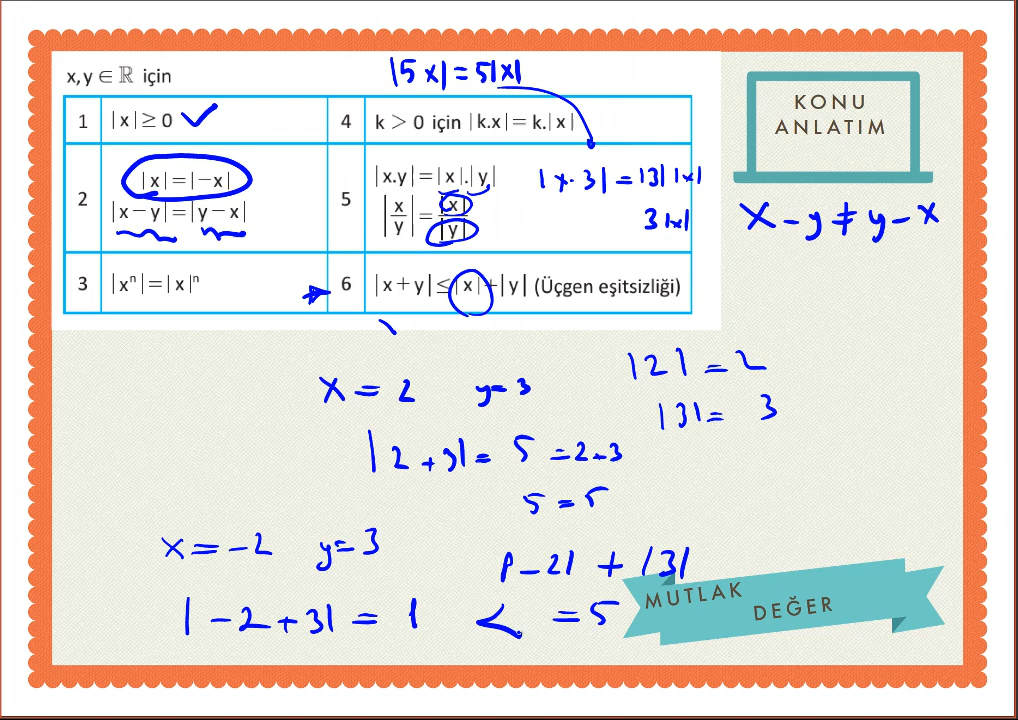 x, y ∈ ℝ için
|5x| = 5|x|
1 |x| ≥ 0
4 k > 0 için |k.x| = k.|x|
2 |x| = |−x|
|x−y| = |y−x|
5 |x.y| = |x|.|y|
|x/y| = |x|/|y|
|x·3| = |3||x|
3|x|
3 |xⁿ| = |x|ⁿ
6 |x+y| ≤ |x|+|y| (Üçgen eşitsizliği)
KONU
ANLATIM
x − y ≠ y − x
x = 2 y = 3
|2| = 2
|3| = 3
|2+3| = 5 = 2+3
5 = 5
x = −2 y = 3
|−2| + |3|
|−2+3| = 1 < = 5
MUTLAK
DEĞER